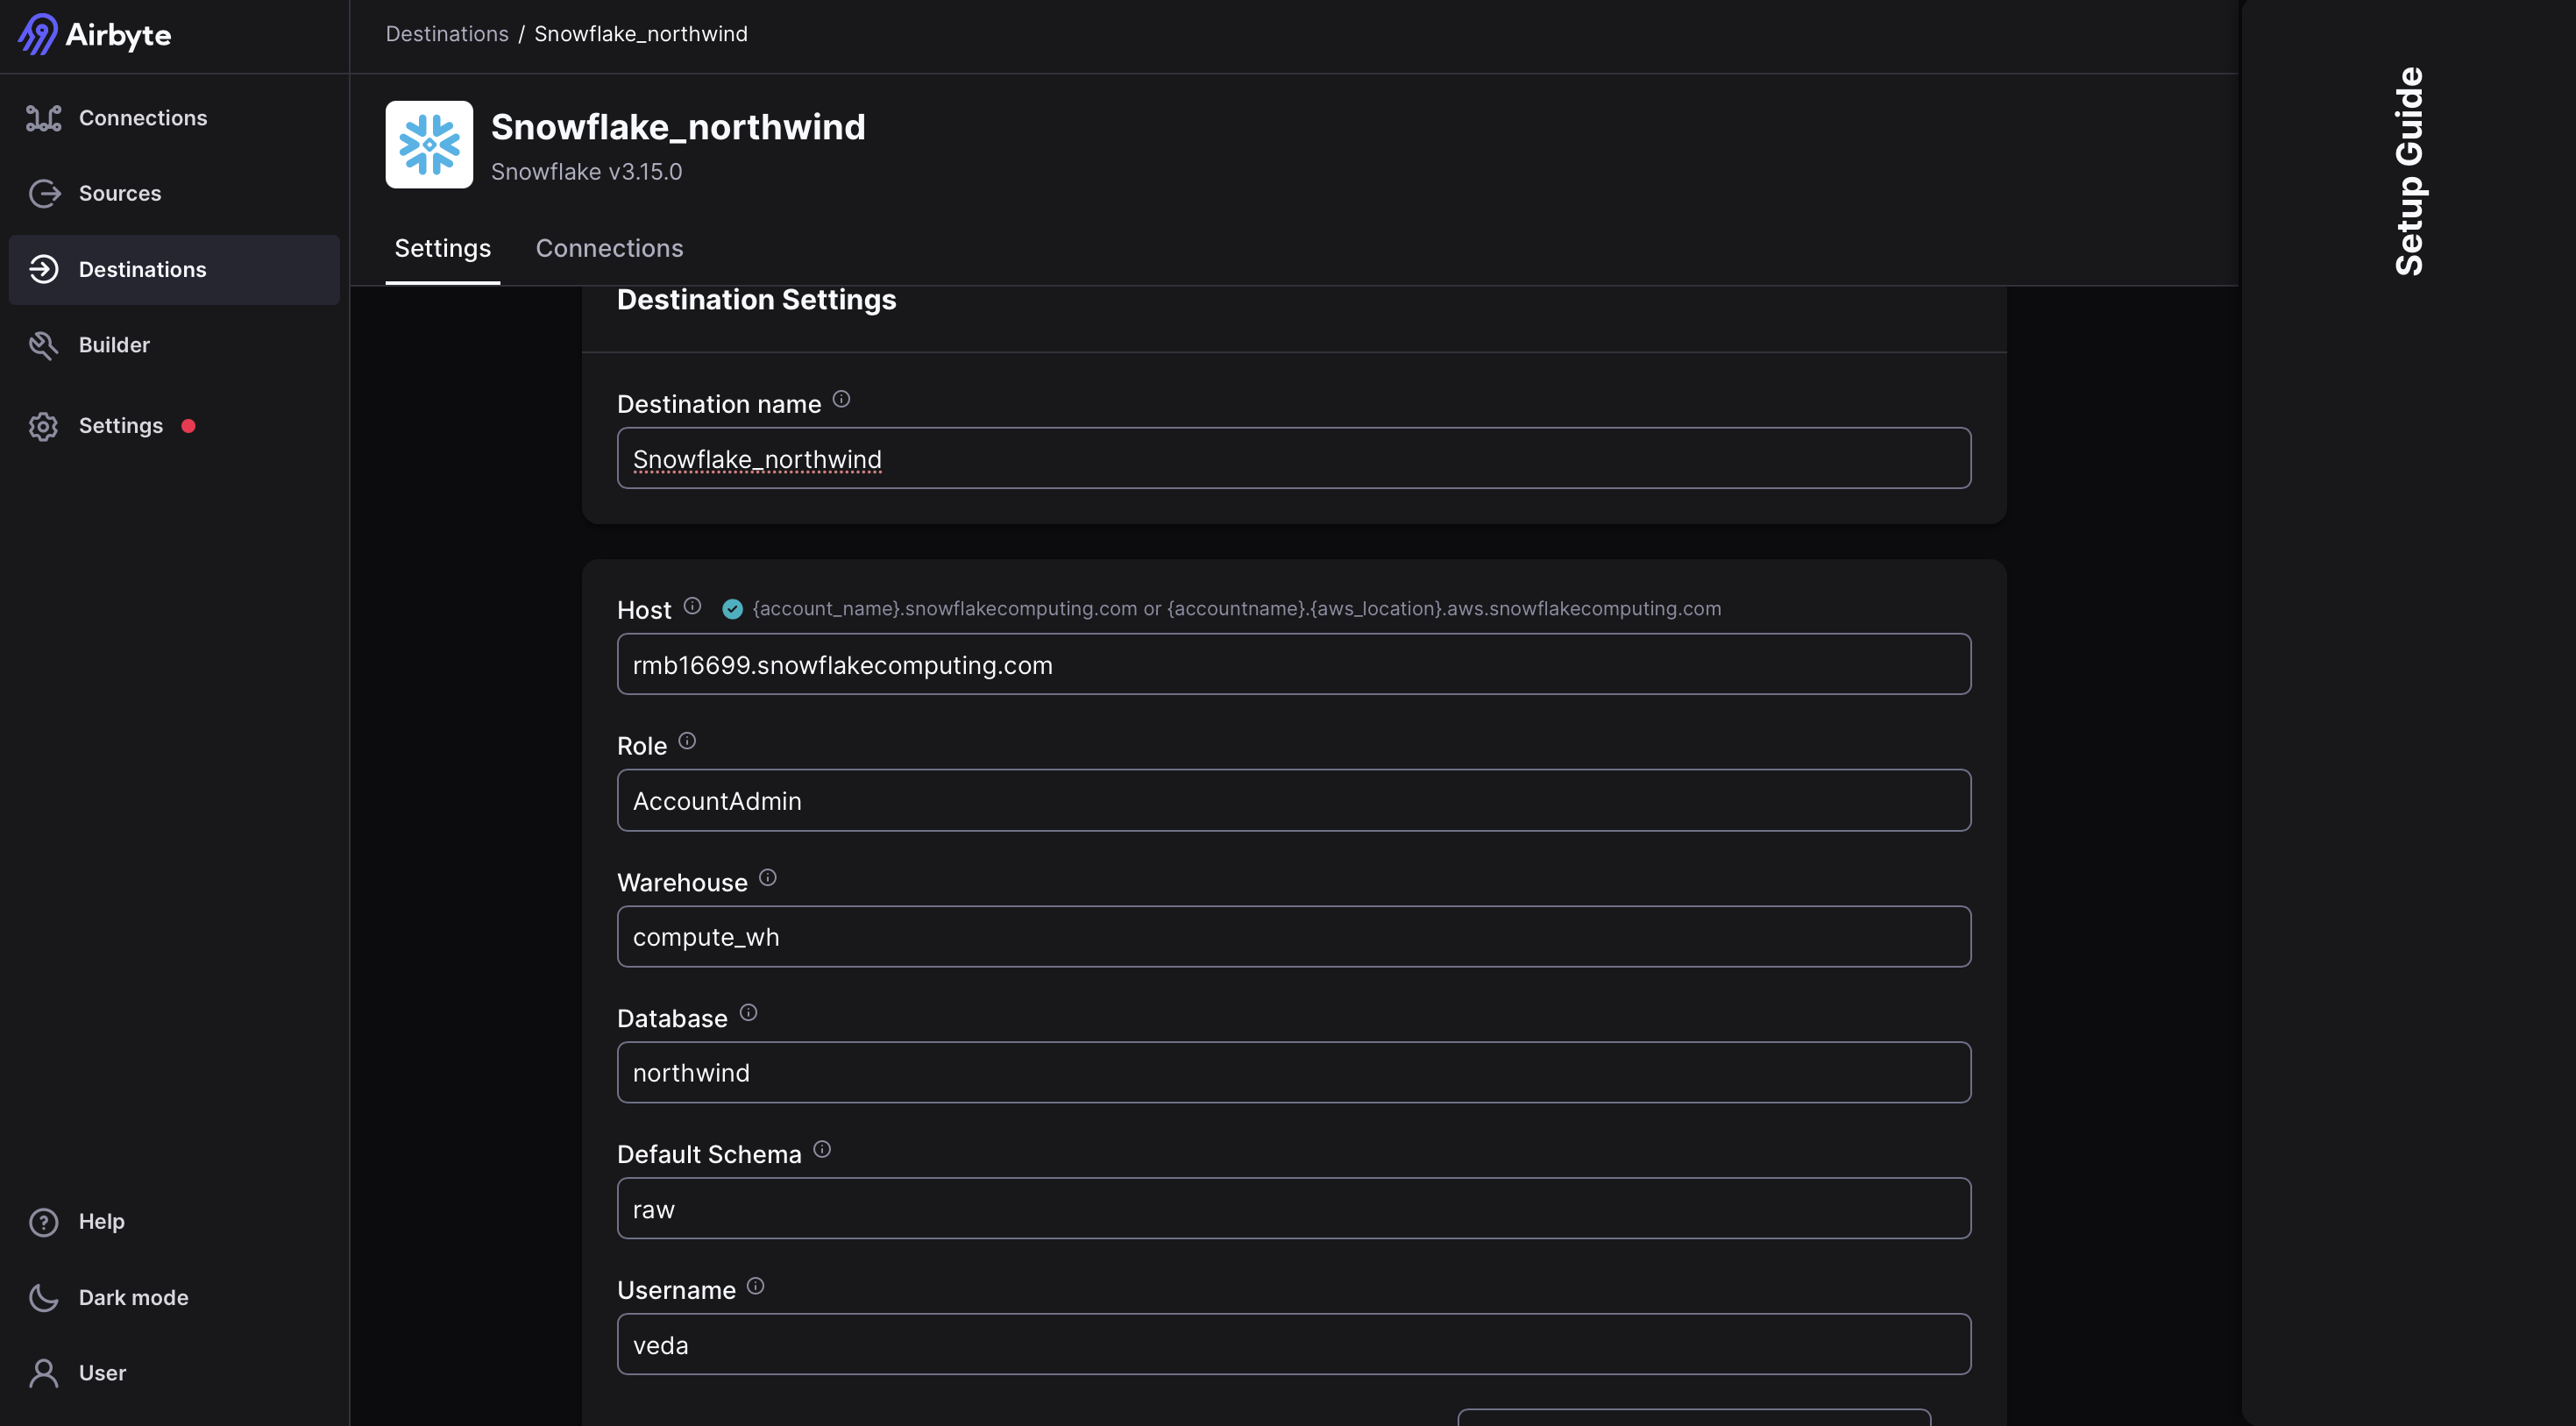 Airbyte
Connections
Sources
Destinations
Builder
Settings
Help
Dark mode
User
Destinations / Snowflake_northwind
Snowflake_northwind
Snowflake v3.15.0
Settings Connections
Destination Settings
Destination name
Snowflake_northwind
Host {account_name}.snowflakecomputing.com or {accountname}.{aws_location}.aws.snowflakecomputing.com
rmb16699.snowflakecomputing.com
Role
AccountAdmin
Warehouse
compute_wh
Database
northwind
Default Schema
raw
Username
veda
Setup Guide